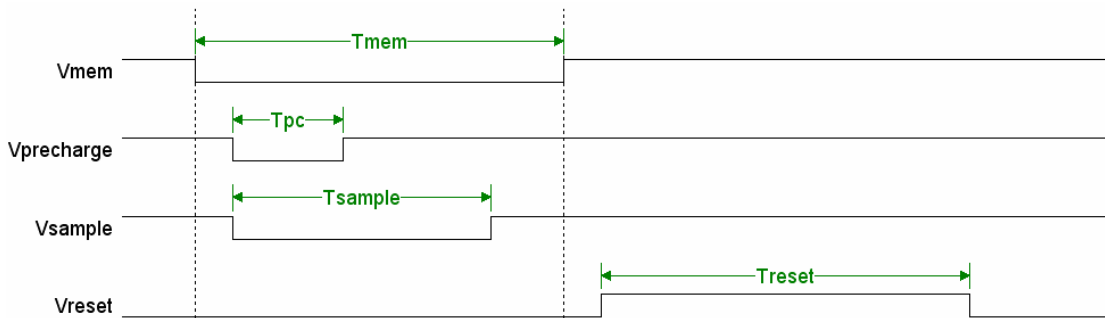 Tmem
Vmem
Tpc
Vprecharge
Tsample
Vsample
Treset
Vreset